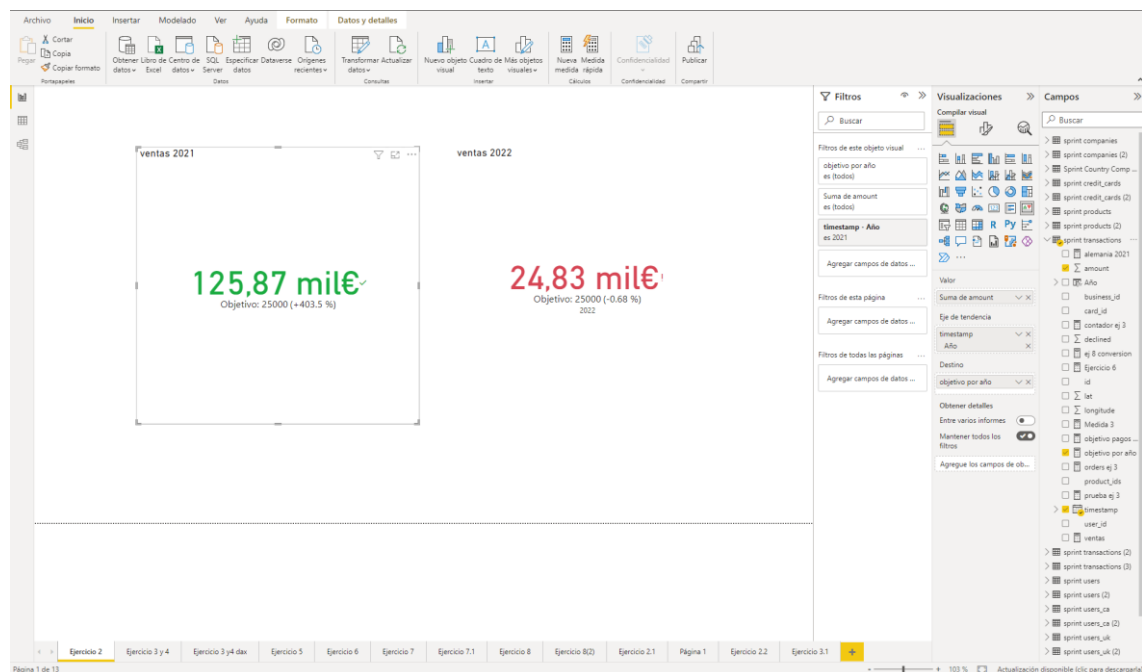 Archivo Inicio Insertar Modelado Ver Ayuda Formato Datos y detalles
Pegar
Cortar
Copia
Copiar formato
Portapapeles
Obtener datos
Libro de Excel
Centro de datos
SQL Server
Especificar datos
Dataverse
Orígenes recientes
Datos
Transformar datos
Actualizar
Consultas
Nuevo objeto visual
Cuadro de texto
Más objetos visuales
Insertar
Nueva medida
Medida rápida
Cálculos
Confidencialidad
Confidencialidad
Publicar
Compartir
ventas 2021
125,87 mil€
Objetivo: 25000 (+403.5 %)
ventas 2022
24,83 mil€!
Objetivo: 25000 (-0.68 %)
2022
Filtros
Buscar
Filtros de este objeto visual ...
objetivo por año
es (todos)
Suma de amount
es (todos)
timestamp - Año
es 2021
Agregar campos de datos ...
Filtros de esta página ...
Agregar campos de datos ...
Filtros de todas las páginas ...
Agregar campos de datos ...
Visualizaciones
Compilar visual
R Py
...
Valor
Suma de amount
Eje de tendencia
timestamp
Año
Destino
objetivo por año
Obtener detalles
Entre varios informes
Mantener todos los
filtros
Agregue los campos de ob...
Campos
Buscar
sprint companies
sprint companies (2)
Sprint Country Comp ...
sprint credit_cards
sprint credit_cards (2)
sprint products
sprint products (2)
sprint transactions
alemania 2021
amount
Año
business_id
card_id
contador ej 3
declined
ej 8 conversion
Ejercicio 6
id
lat
longitude
Medida 3
objetivo pagos ...
objetivo por año
orders ej 3
product_ids
prueba ej 3
timestamp
user_id
ventas
sprint transactions (2)
sprint transactions (3)
sprint users
sprint users (2)
sprint users_ca
sprint users_ca (2)
sprint users_uk
sprint users_uk (2)
Ejercicio 2 Ejercicio 3 y 4 Ejercicio 3 y4 dax Ejercicio 5 Ejercicio 6 Ejercicio 7 Ejercicio 7.1 Ejercicio 8 Ejercicio 8(2) Ejercicio 2.1 Página 1 Ejercicio 2.2 Ejercicio 3.1 +
Página 1 de 13
- + 103 % Actualización disponible (clic para descargarla)